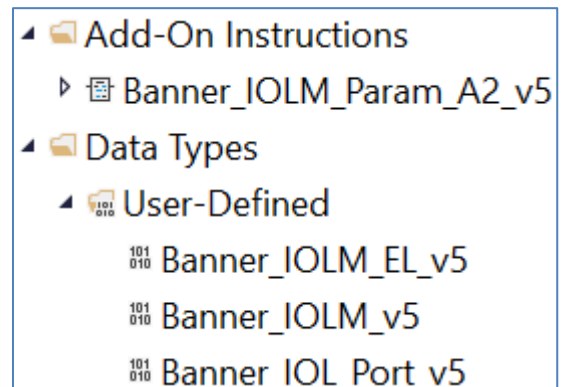 Add-On Instructions
Banner_IOLM_Param_A2_v5
Data Types
User-Defined
Banner_IOLM_EL_v5
Banner_IOLM_v5
Banner_IOL_Port_v5